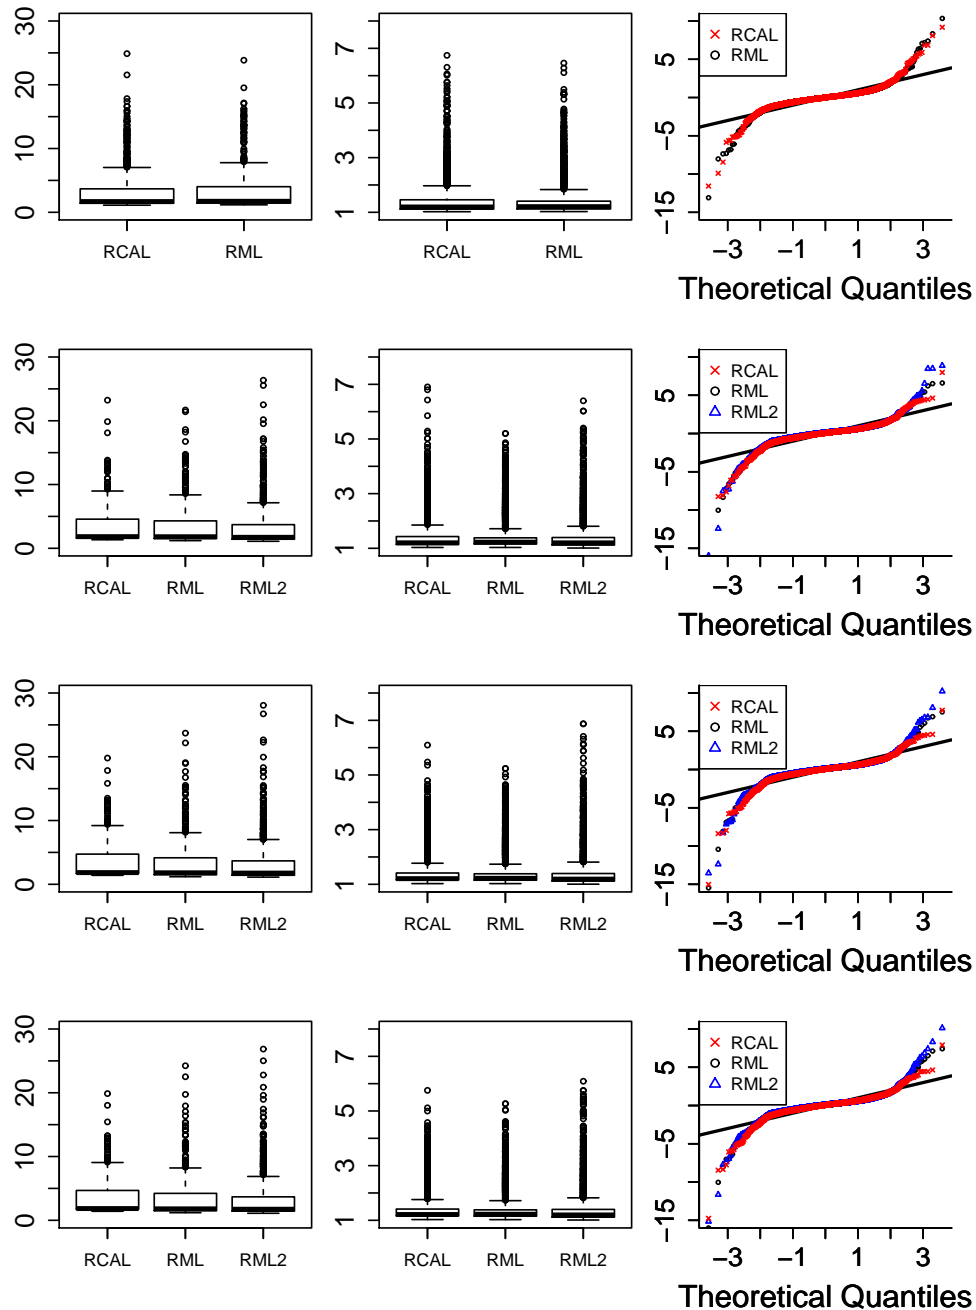 30
20
10
0
RCAL RML
7
5
3
1
RCAL RML
RCAL
RML
5
−5
−15
−3 −1 1 3
Theoretical Quantiles
30
20
10
0
RCAL RML RML2
7
5
3
1
RCAL RML RML2
RCAL
RML
RML2
5
−5
−15
−3 −1 1 3
Theoretical Quantiles
30
20
10
0
RCAL RML RML2
7
5
3
1
RCAL RML RML2
RCAL
RML
RML2
5
−5
−15
−3 −1 1 3
Theoretical Quantiles
30
20
10
0
RCAL RML RML2
7
5
3
1
RCAL RML RML2
RCAL
RML
RML2
5
−5
−15
−3 −1 1 3
Theoretical Quantiles